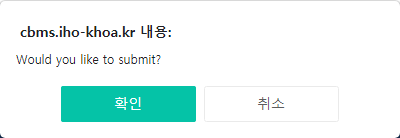 cbms.iho-khoa.kr 내용:
Would you like to submit?
확인 취소